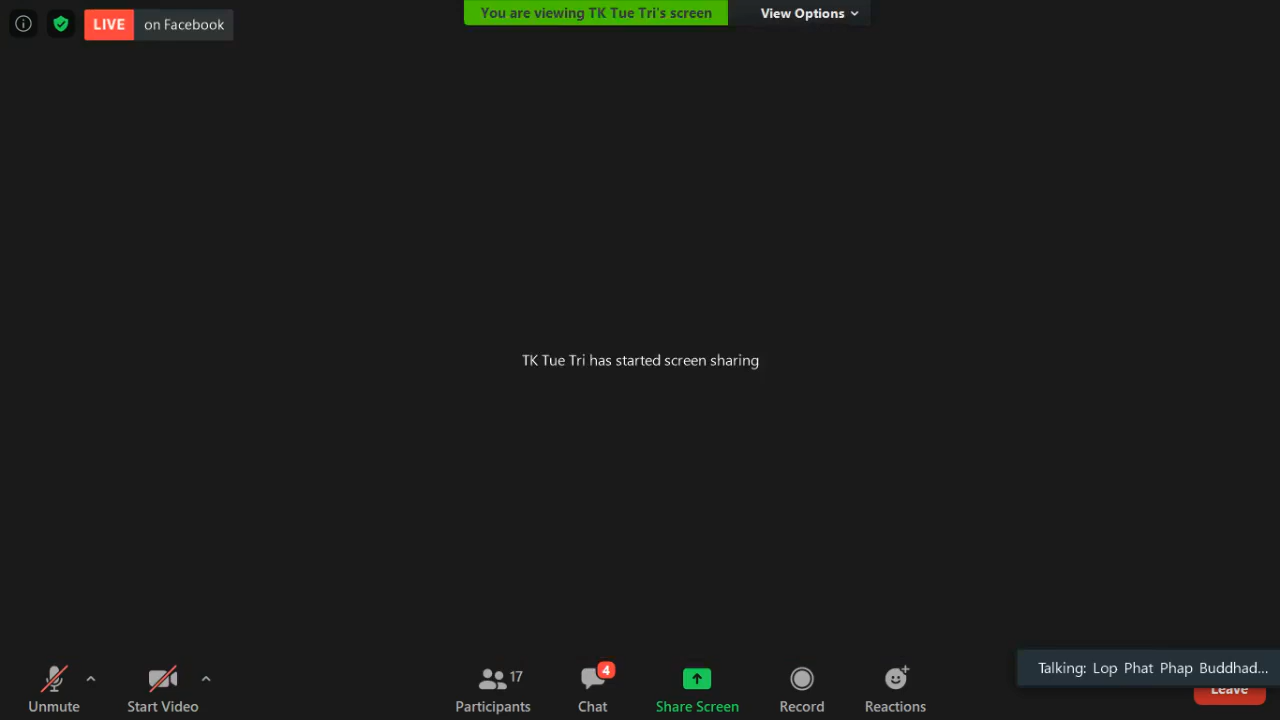 LIVE on Facebook
You are viewing TK Tue Tri's screen
View Options
TK Tue Tri has started screen sharing
Talking: Lop Phat Phap Buddhad...
17
4
Unmute
Start Video
Participants
Chat
Share Screen
Record
Reactions
Leave